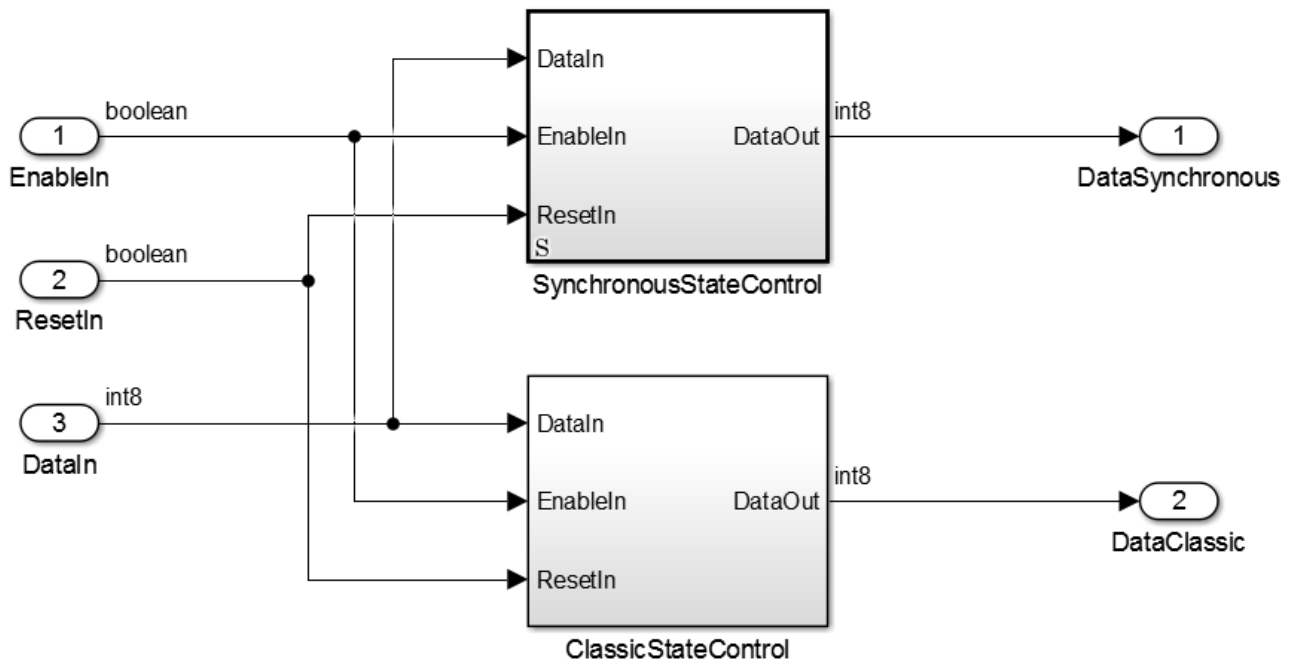 DataIn
boolean
int8
1
EnableIn
DataOut
1
EnableIn
DataSynchronous
ResetIn
boolean
S
2
SynchronousStateControl
ResetIn
int8
3
DataIn
DataIn
int8
EnableIn
DataOut
2
DataClassic
ResetIn
ClassicStateControl